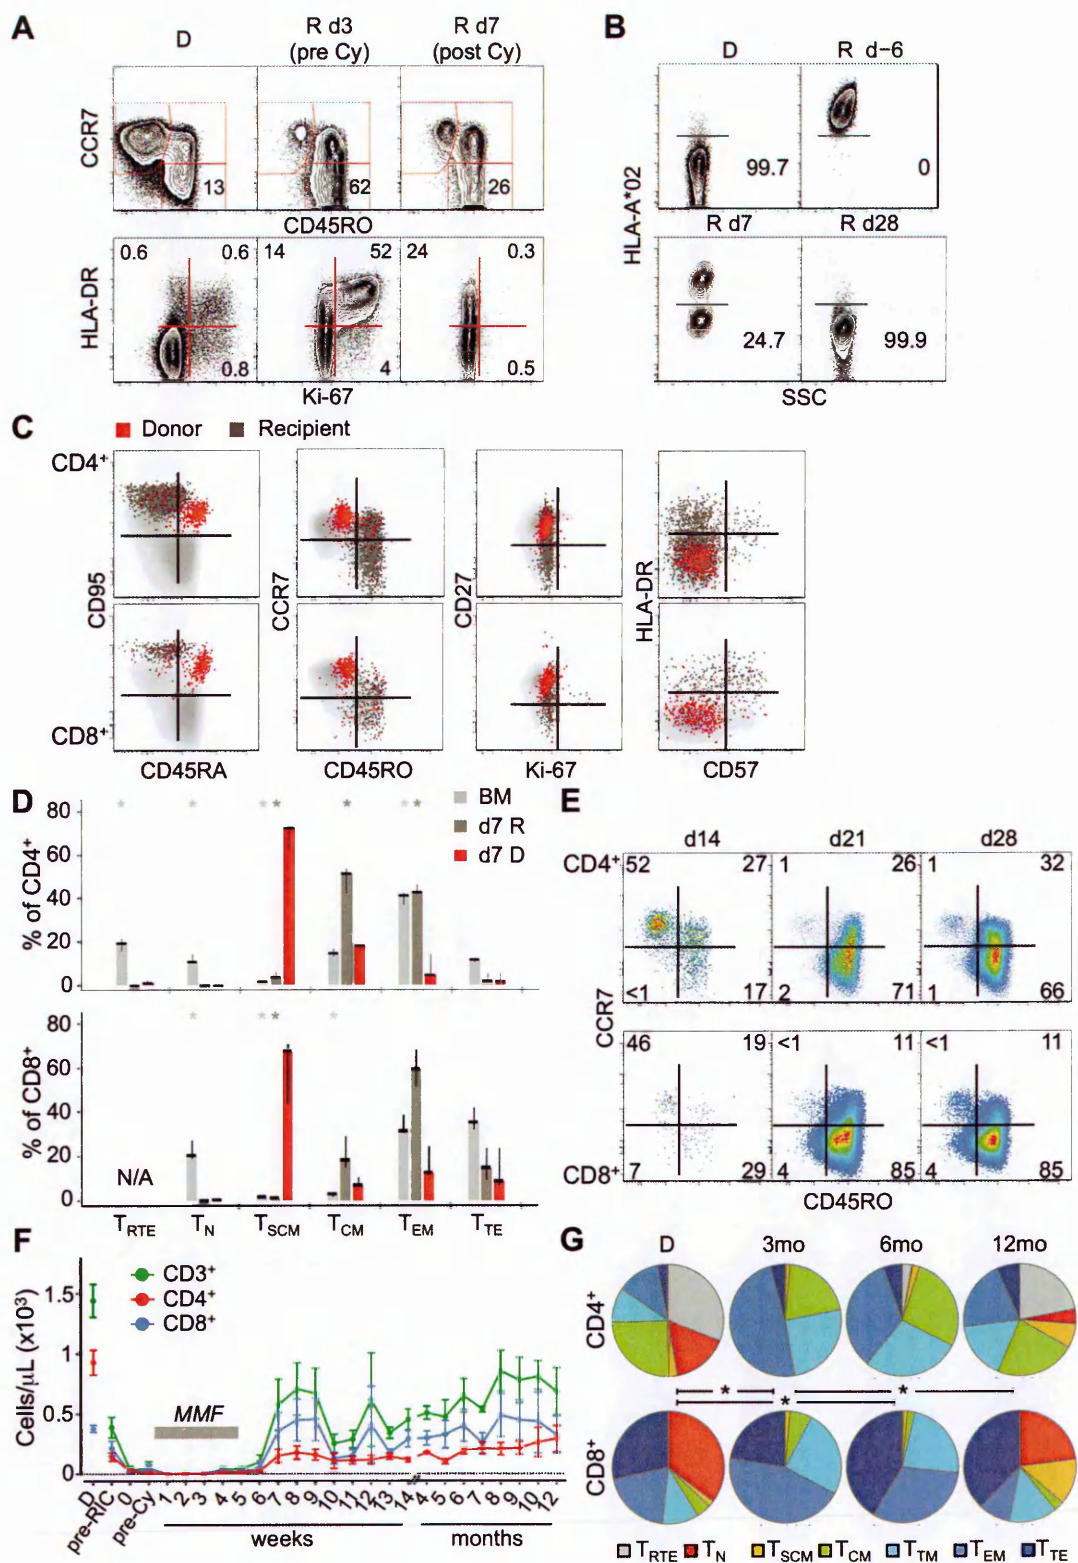 A
D
R d3
(pre Cy)
R d7
(post Cy)
CCR7
13
62
26
CD45RO
0.6
0.6
14
52
24
0.3
HLA-DR
0.8
4
0.5
Ki-67
B
D
R d−6
99.7
0
HLA-A*02
R d7
R d28
24.7
99.9
SSC
C
Donor
Recipient
CD4+
CD8+
CD95
CCR7
CD27
HLA-DR
CD45RA
CD45RO
Ki-67
CD57
D
BM
d7 R
d7 D
% of CD4+
80
60
40
20
0
* * * * * * *
% of CD8+
80
60
40
20
0
* * * *
N/A
TRTE
TN
TSCM
TCM
TEM
TTE
E
d14
d21
d28
CD4+
52
27
1
26
1
32
<1
17
2
71
1
66
CCR7
46
19
<1
11
<1
11
CD8+
7
29
4
85
4
85
CD45RO
F
CD3+
CD4+
CD8+
Cells/μL (x10³)
1.5
1
0.5
0
MMF
D
pre-RIC
0
pre-Cy
1 2 3 4 5 6 7 8 9 10 11 12 13 14
4 5 6 7 8 9 10 11 12
weeks
months
G
D
3mo
6mo
12mo
CD4+
*
*
*
CD8+
TRTE
TN
TSCM
TCM
TTM
TEM
TTE